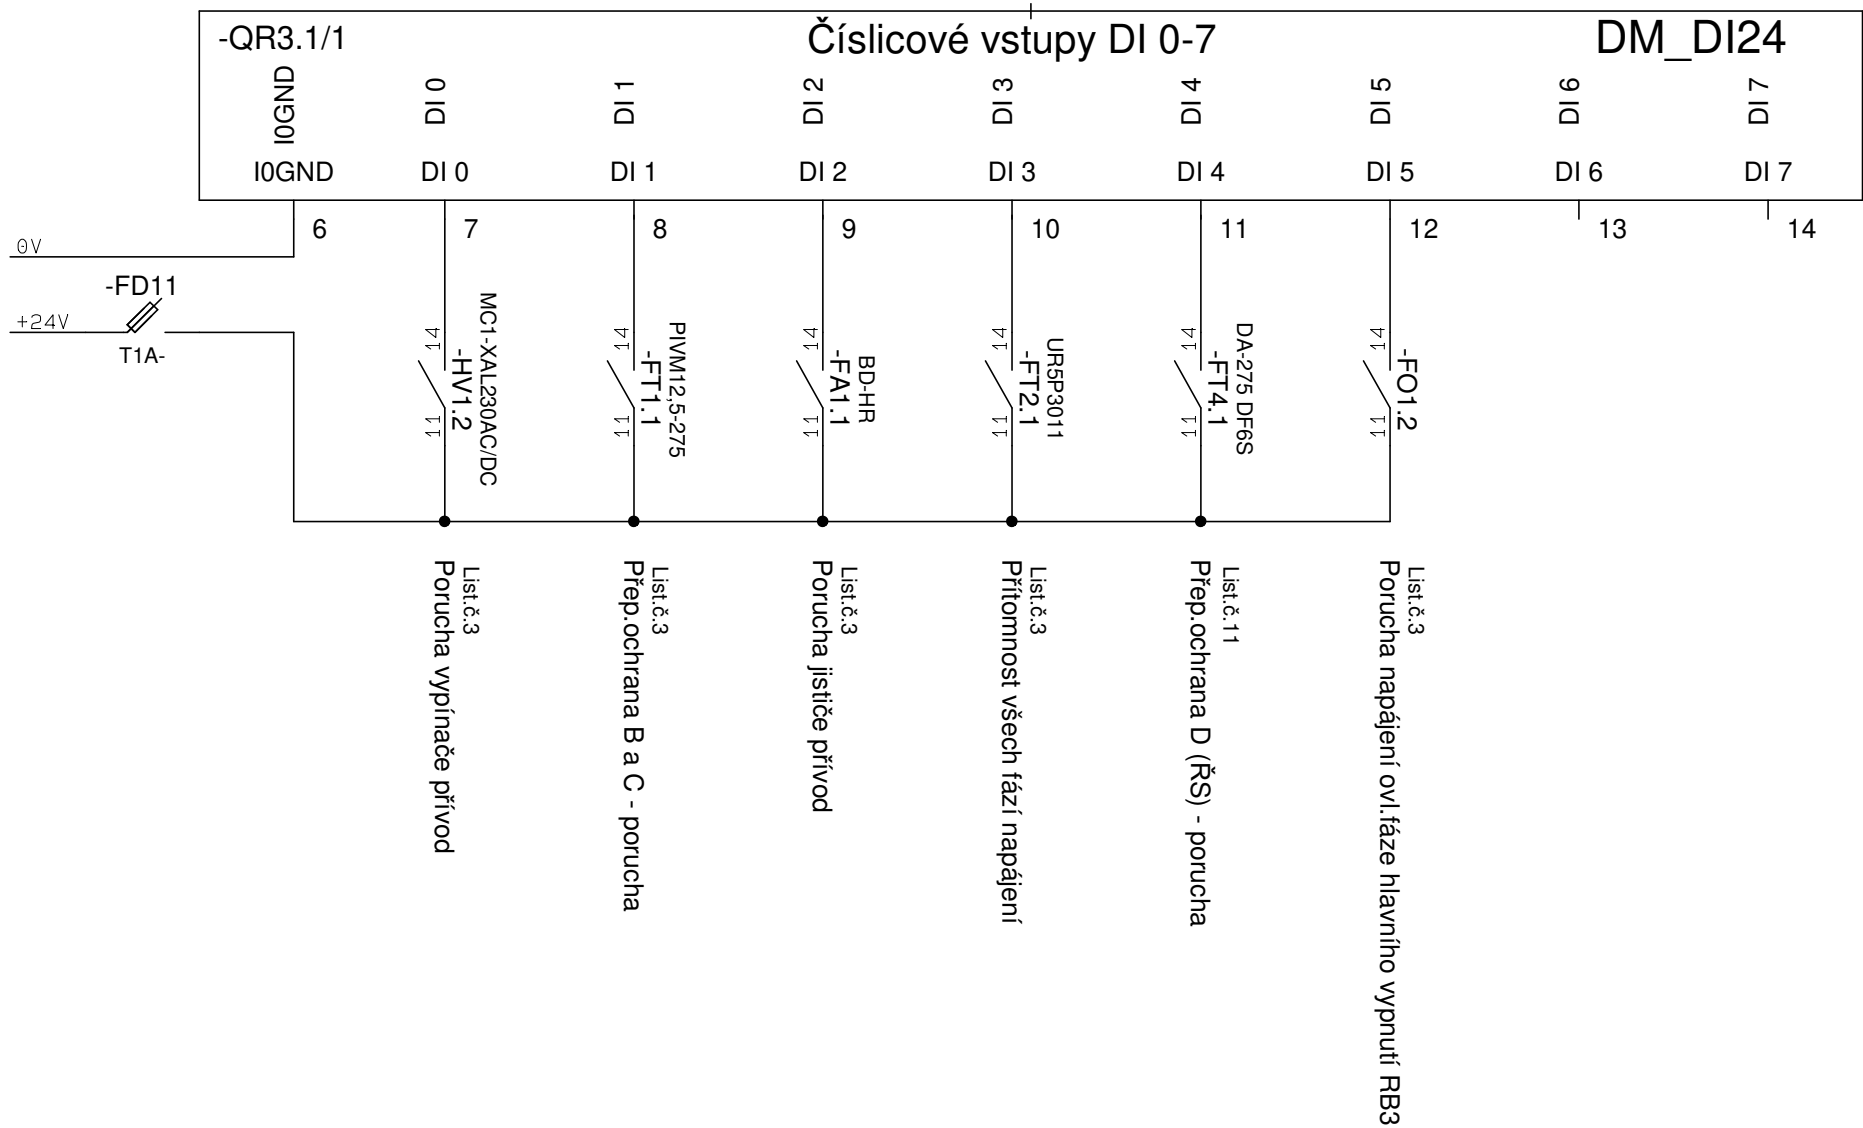 -QR3.1/1
Číslicové vstupy DI 0-7
DM_DI24
I0GND
DI 0
DI 1
DI 2
DI 3
DI 4
DI 5
DI 6
DI 7
I0GND
DI 0
DI 1
DI 2
DI 3
DI 4
DI 5
DI 6
DI 7
6
7
8
9
10
11
12
13
14
0V
-FD11
+24V
T1A-
14
11
-HV1.2
MC1-XAL230AC/DC
14
11
-FT1.1
PIVM12,5-275
14
11
-FA1.1
BD-HR
14
11
-FT2.1
UR5P3011
14
11
-FT4.1
DA-275 DF6S
14
11
-FO1.2
List.č.3
Porucha vypínače přívod
List.č.3
Přep.ochrana B a C - porucha
List.č.3
Porucha jističe přívod
List.č.3
Přítomnost všech fází napájení
List.č.11
Přep.ochrana D (ŘS) - porucha
List.č.3
Porucha napájení ovl.fáze hlavního vypnutí RB3